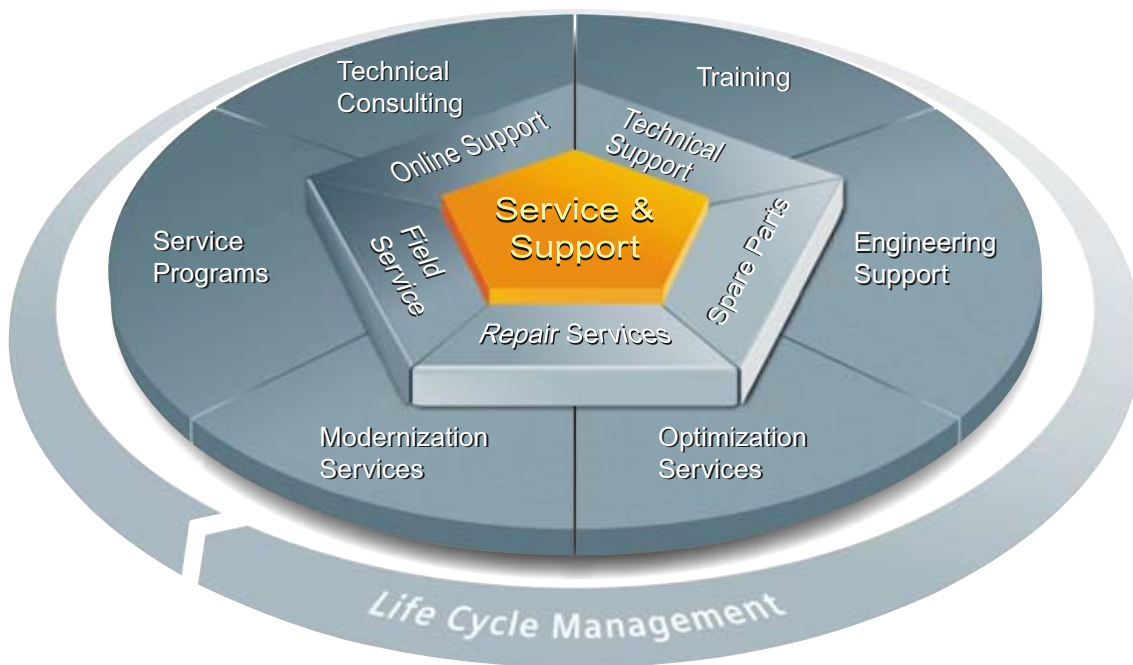 Technical
Consulting
Training
Online Support
Technical
Support
Service &
Support
Service
Programs
Field
Service
Spare Parts
Engineering
Support
Repair Services
Modernization
Services
Optimization
Services
Life Cycle Management